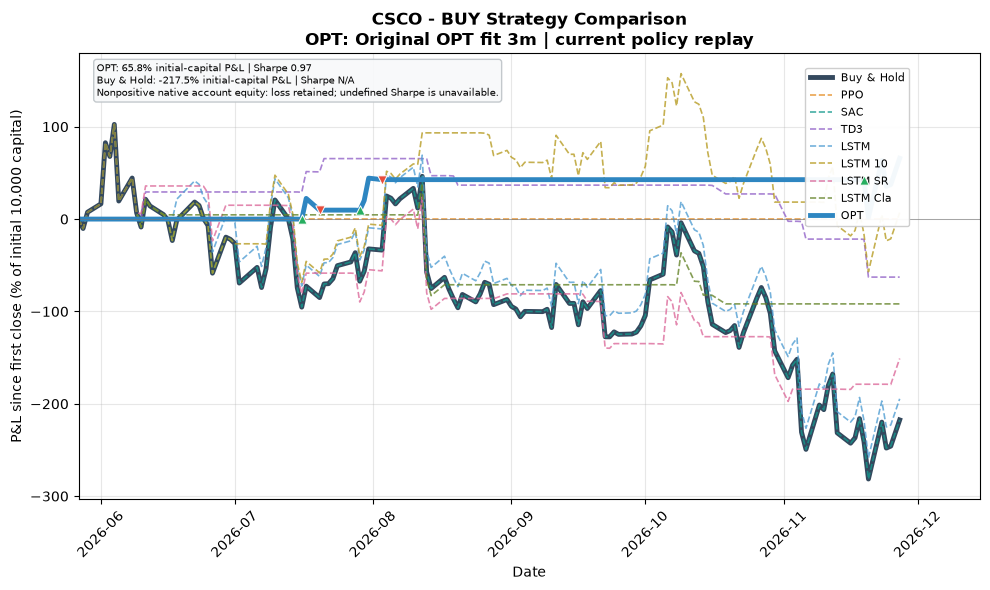 CSCO - BUY Strategy Comparison
OPT: Original OPT fit 3m | current policy replay
OPT: 65.8% initial-capital P&L | Sharpe 0.97
Buy & Hold: -217.5% initial-capital P&L | Sharpe N/A
Nonpositive native account equity: loss retained; undefined Sharpe is unavailable.
Buy & Hold
PPO
SAC
TD3
LSTM
LSTM 10
LSTM SR
LSTM Cla
OPT
P&L since first close (% of initial 10,000 capital)
100
0
−100
−200
−300
2026-06
2026-07
2026-08
2026-09
2026-10
2026-11
2026-12
Date